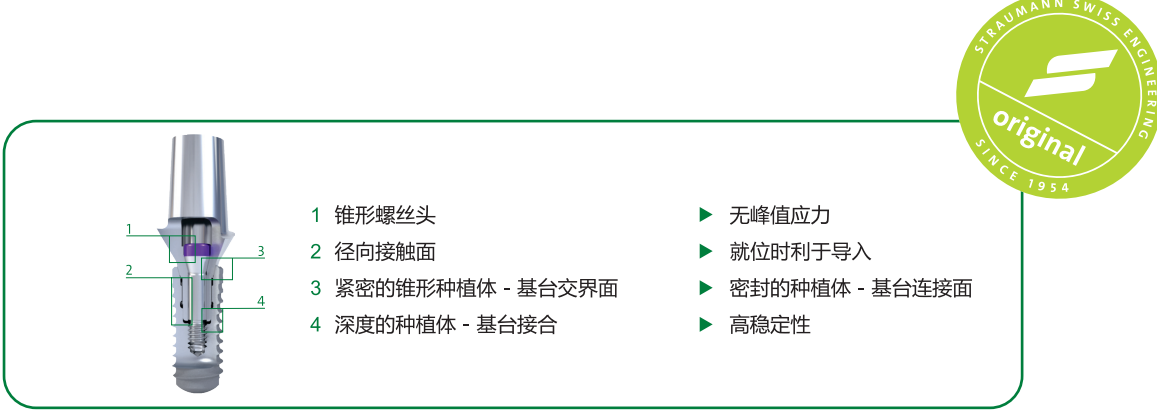 STRAUMANN SWISS ENGINEERING
SINCE 1954
original
1 锥形螺丝头 ▶ 无峰值应力
2 径向接触面 ▶ 就位时利于导入
3 紧密的锥形种植体 - 基台交界面 ▶ 密封的种植体 - 基台连接面
4 深度的种植体 - 基台接合 ▶ 高稳定性
1
3
2
4